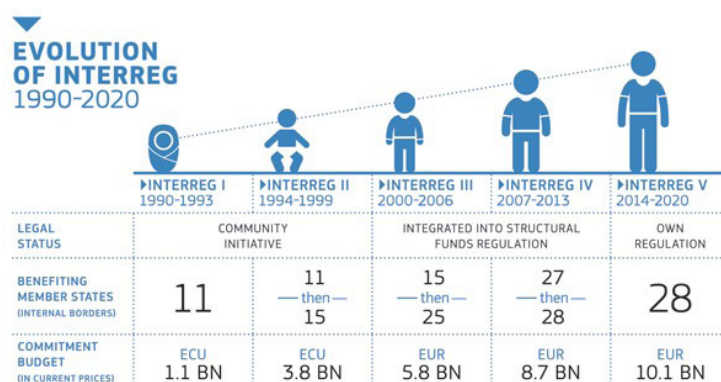 EVOLUTION
OF INTERREG
1990-2020
INTERREG I
1990-1993
INTERREG II
1994-1999
INTERREG III
2000-2006
INTERREG IV
2007-2013
INTERREG V
2014-2020
LEGAL
STATUS
COMMUNITY
INITIATIVE
INTEGRATED INTO STRUCTURAL
FUNDS REGULATION
OWN
REGULATION
BENEFITING
MEMBER STATES
(INTERNAL BORDERS)
11
11
then
15
15
then
25
27
then
28
28
COMMITMENT
BUDGET
(IN CURRENT PRICES)
ECU
1.1 BN
ECU
3.8 BN
EUR
5.8 BN
EUR
8.7 BN
EUR
10.1 BN